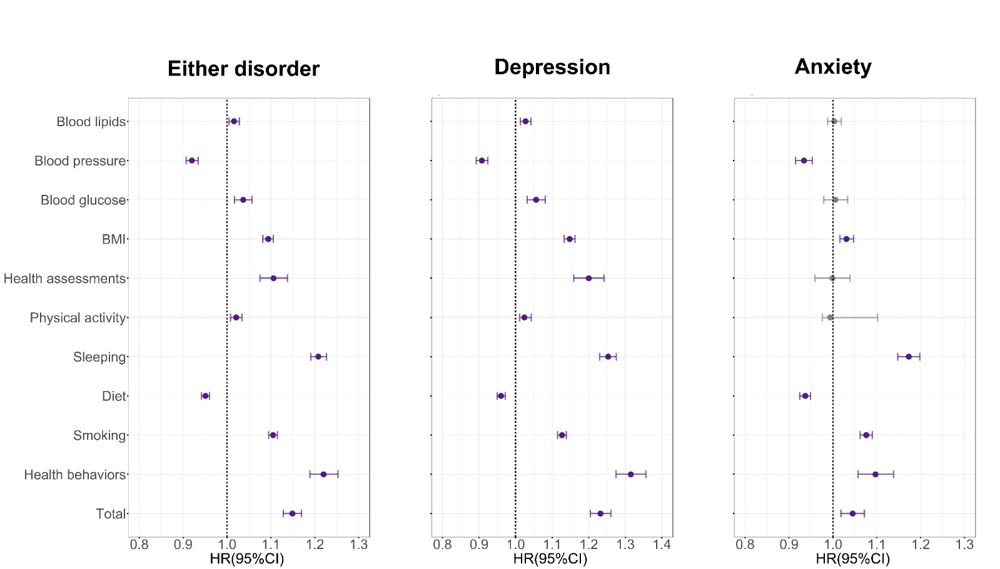 Either disorder
Depression
Anxiety
Blood lipids
Blood pressure
Blood glucose
BMI
Health assessments
Physical activity
Sleeping
Diet
Smoking
Health behaviors
Total
0.8 0.9 1.0 1.1 1.2 1.3
HR(95%CI)
0.8 0.9 1.0 1.1 1.2 1.3 1.4
HR(95%CI)
0.8 0.9 1.0 1.1 1.2 1.3
HR(95%CI)